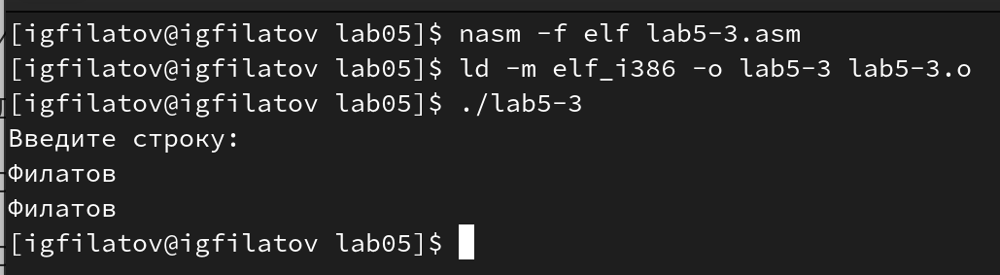 [igfilatov@igfilatov lab05]$ nasm -f elf lab5-3.asm
[igfilatov@igfilatov lab05]$ ld -m elf_i386 -o lab5-3 lab5-3.o
[igfilatov@igfilatov lab05]$ ./lab5-3
Введите строку:
Филатов
Филатов
[igfilatov@igfilatov lab05]$